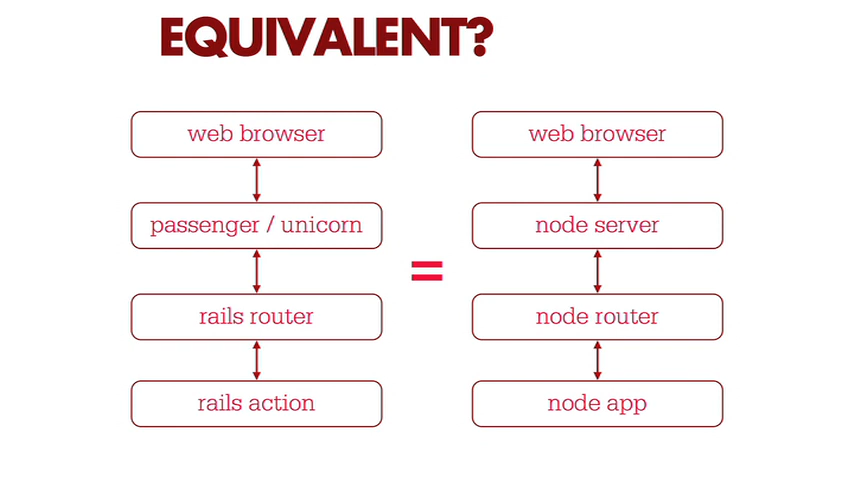 EQUIVALENT?
web browser
passenger / unicorn
rails router
rails action
=
web browser
node server
node router
node app